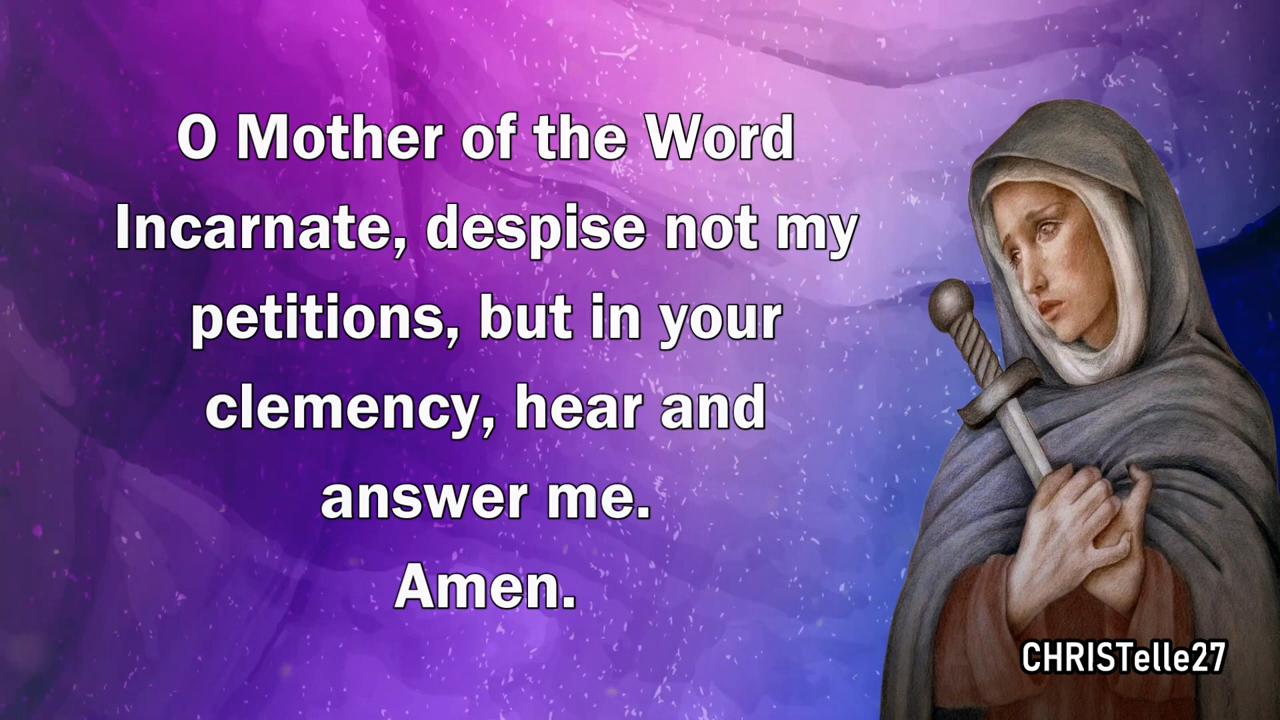 O Mother of the Word
Incarnate, despise not my
petitions, but in your
clemency, hear and
answer me.
Amen.
CHRISTelle27